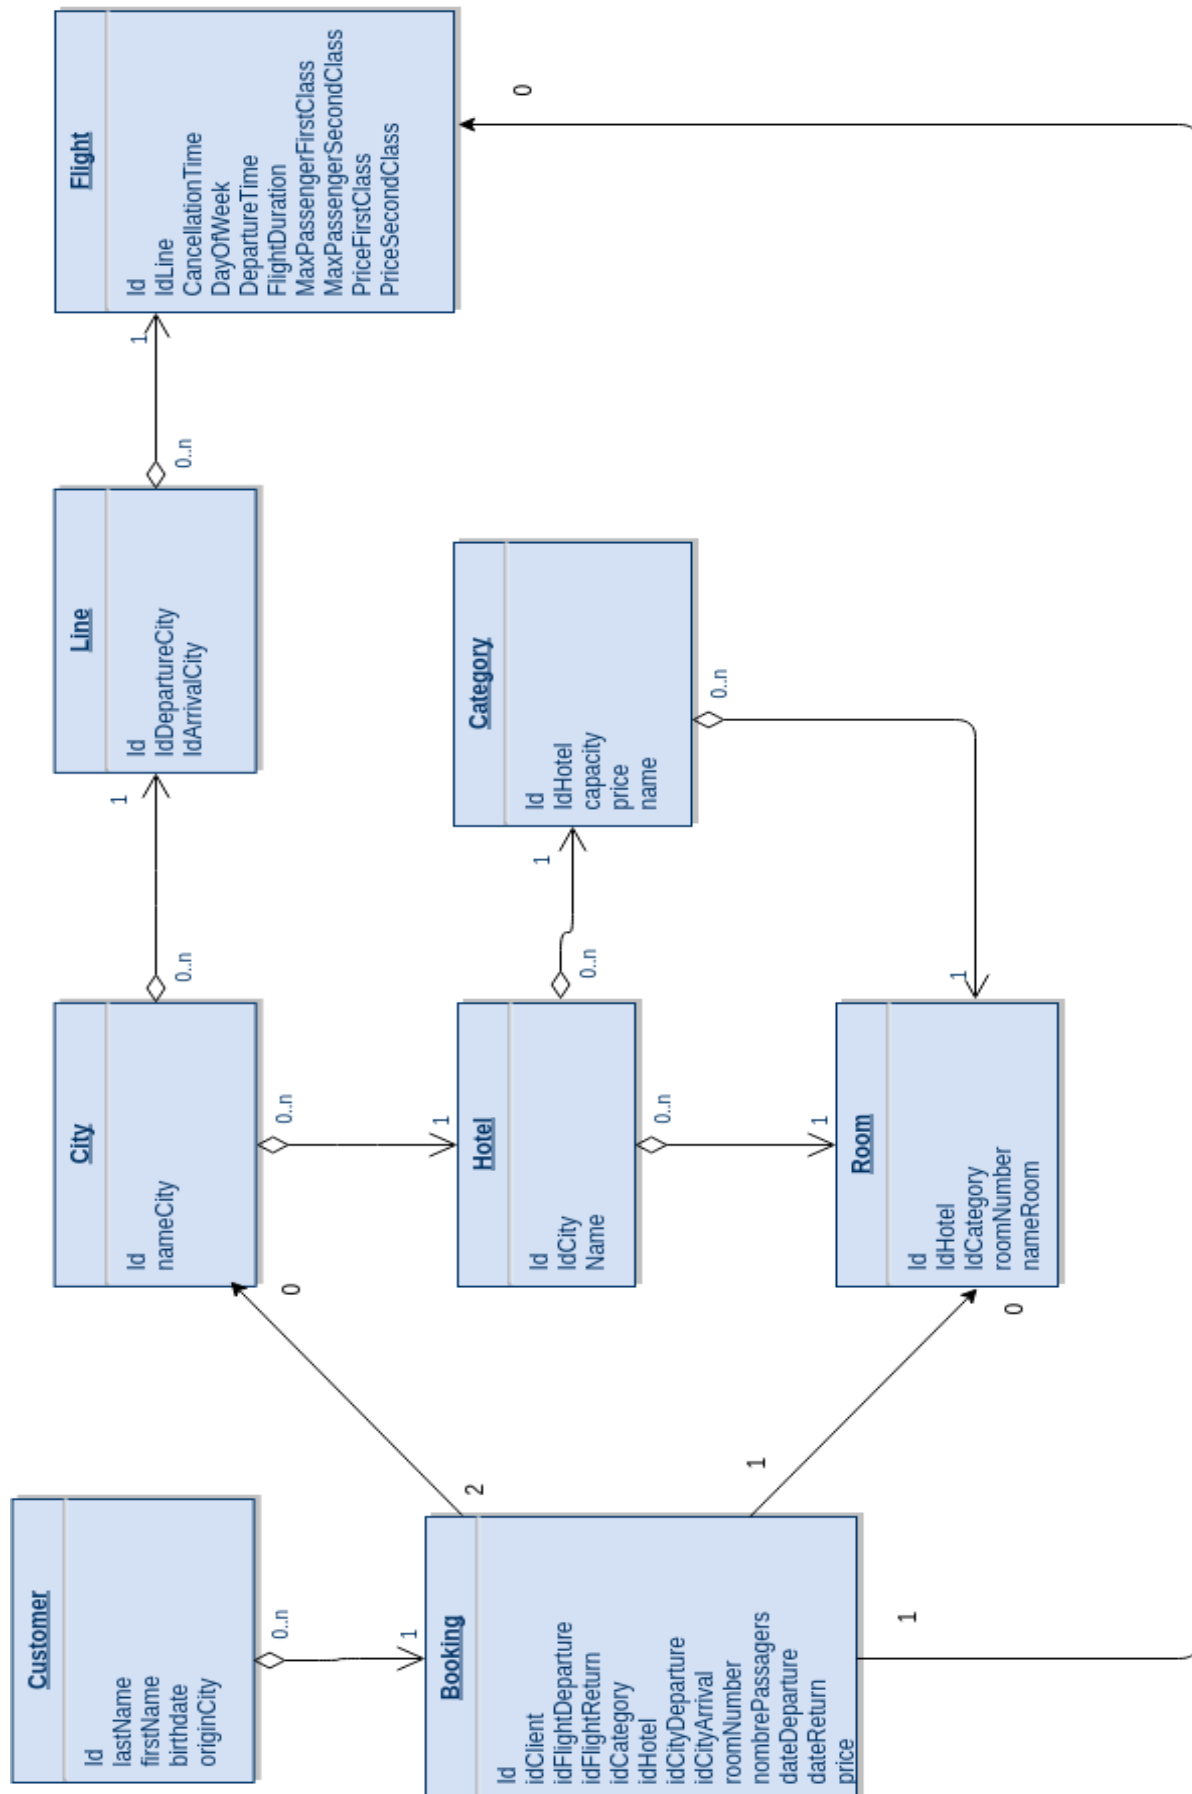 Customer
Id
lastName
firstName
birthdate
originCity
0..n
1
Booking
Id
idClient
idFlightDeparture
idFlightReturn
idCategory
idHotel
idCityDeparture
idCityArrival
roomNumber
nombrePassagers
dateDeparture
dateReturn
price
2
0
1
0
1
0
City
Id
nameCity
0..n
1
0..n
1
Hotel
Id
IdCity
Name
0..n
1
0..n
1
Room
Id
IdHotel
IdCategory
roomNumber
nameRoom
Line
Id
IdDepartureCity
IdArrivalCity
0..n
1
Category
Id
IdHotel
capacity
price
name
0..n
1
Flight
Id
IdLine
CancellationTime
DayOfWeek
DepartureTime
FlightDuration
MaxPassengerFirstClass
MaxPassengerSecondClass
PriceFirstClass
PriceSecondClass